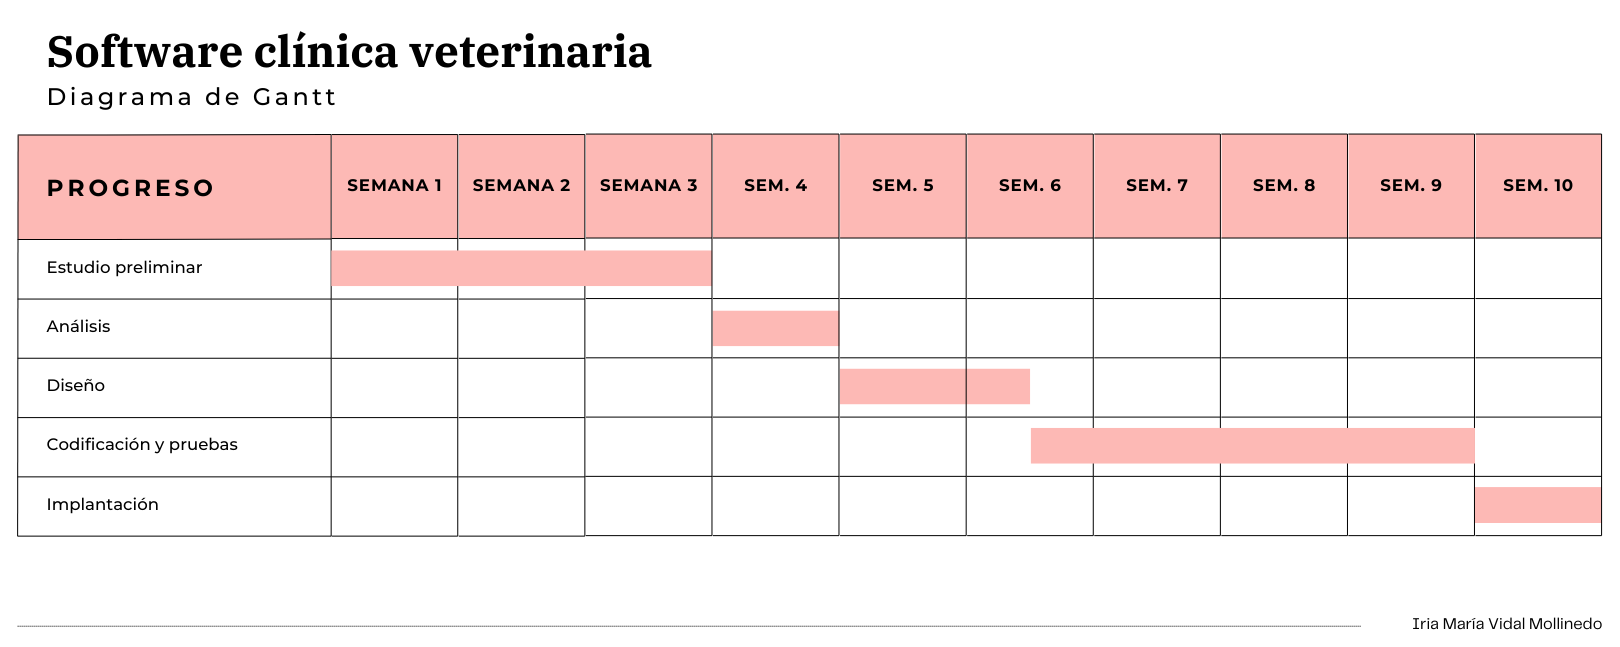 Software clínica veterinaria
Diagrama de Gantt
PROGRESO SEMANA 1 SEMANA 2 SEMANA 3 SEM. 4 SEM. 5 SEM. 6 SEM. 7 SEM. 8 SEM. 9 SEM. 10
Estudio preliminar
Análisis
Diseño
Codificación y pruebas
Implantación
Iria María Vidal Mollinedo